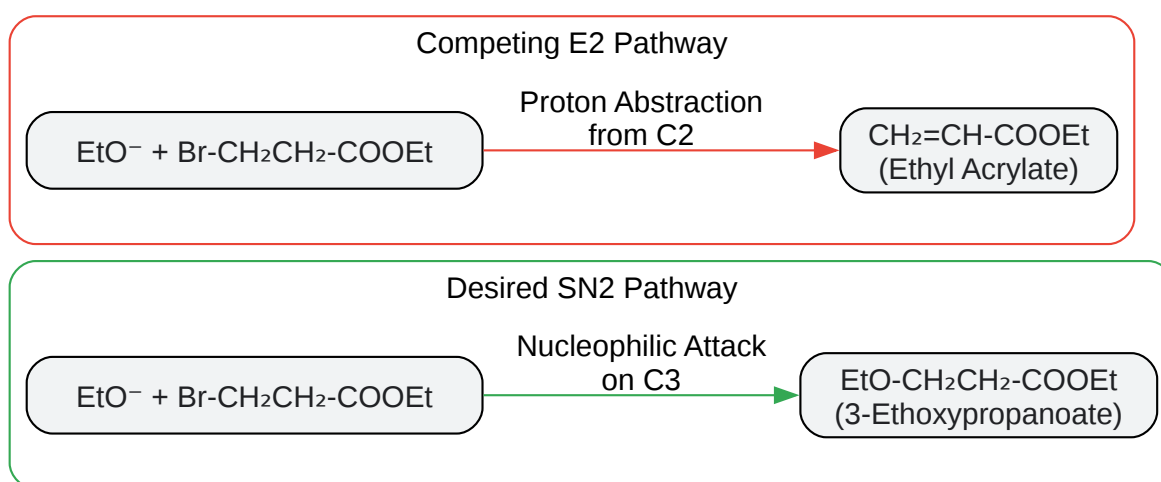 Competing E2 Pathway
Proton Abstraction
from C2
EtO⁻ + Br-CH₂CH₂-COOEt
CH₂=CH-COOEt
(Ethyl Acrylate)
Desired SN2 Pathway
Nucleophilic Attack
on C3
EtO⁻ + Br-CH₂CH₂-COOEt
EtO-CH₂CH₂-COOEt
(3-Ethoxypropanoate)